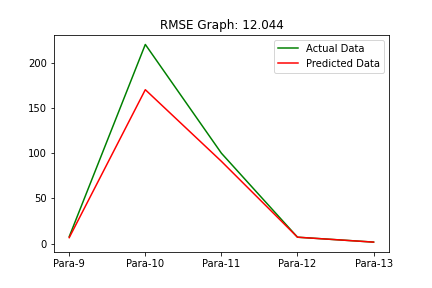 RMSE Graph: 12.044
Actual Data
Predicted Data
200
150
100
50
0
Para-9 Para-10 Para-11 Para-12 Para-13